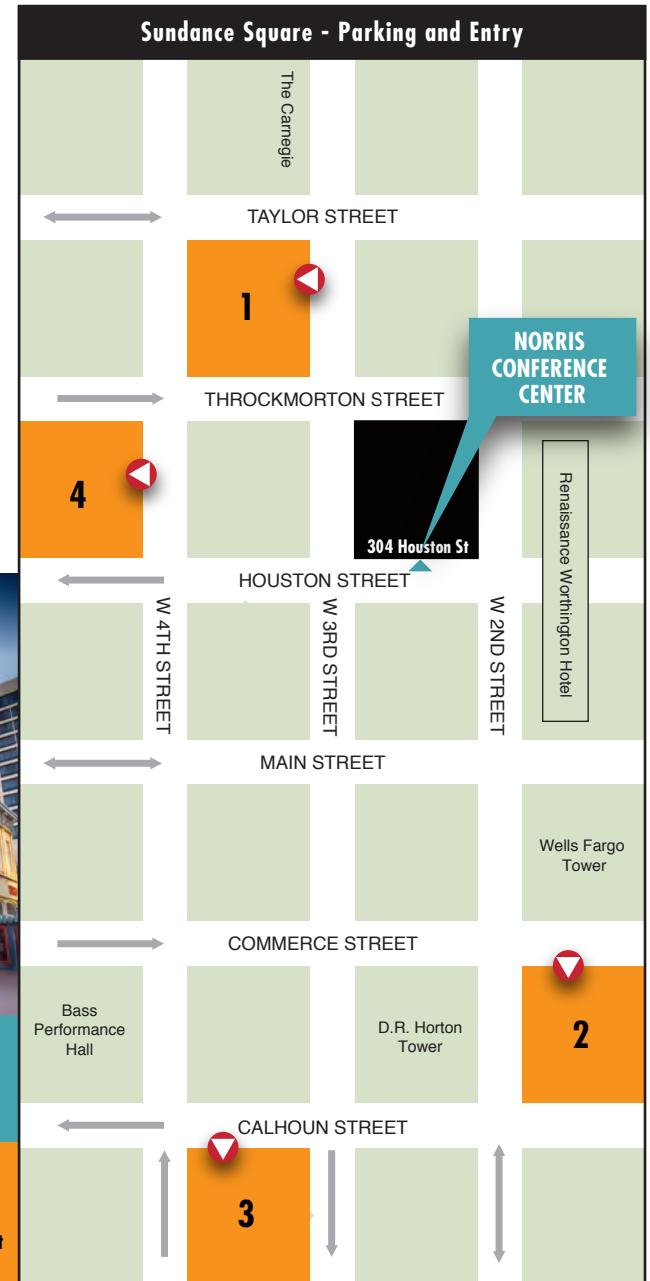 Sundance Square - Parking and Entry
The Carnegie
TAYLOR STREET
1
NORRIS
CONFERENCE
CENTER
THROCKMORTON STREET
4
304 Houston St
Renaissance Worthington Hotel
HOUSTON STREET
W 4TH STREET
W 3RD STREET
W 2ND STREET
MAIN STREET
Wells Fargo
Tower
COMMERCE STREET
Bass
Performance
Hall
D.R. Horton
Tower
2
CALHOUN STREET
3